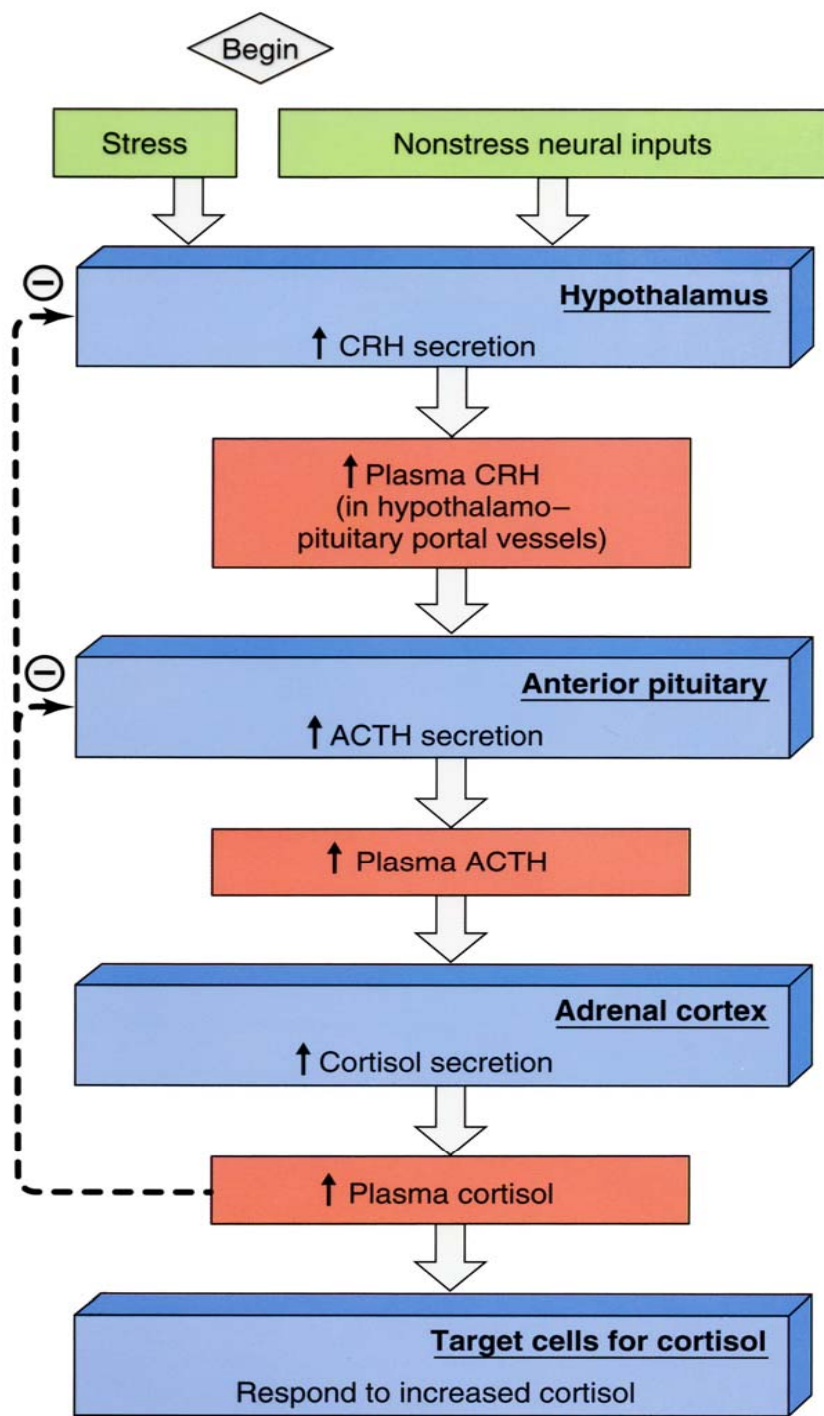 Begin
Stress
Nonstress neural inputs
⊖
Hypothalamus
↑ CRH secretion
↑ Plasma CRH
(in hypothalamo–
pituitary portal vessels)
⊖
Anterior pituitary
↑ ACTH secretion
↑ Plasma ACTH
Adrenal cortex
↑ Cortisol secretion
↑ Plasma cortisol
Target cells for cortisol
Respond to increased cortisol